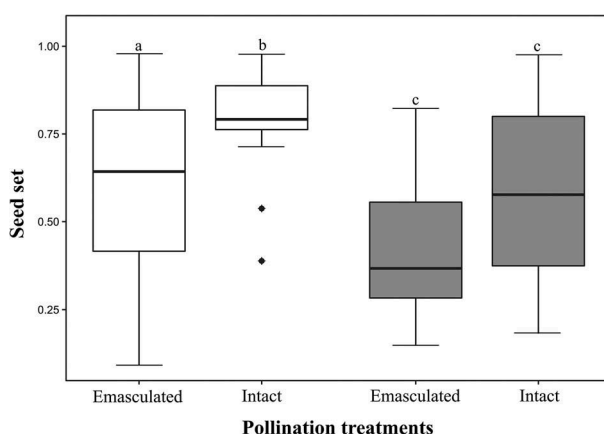 a
b
c
c
1.00
0.75
0.50
0.25
Seed set
Emasculated Intact Emasculated Intact
Pollination treatments